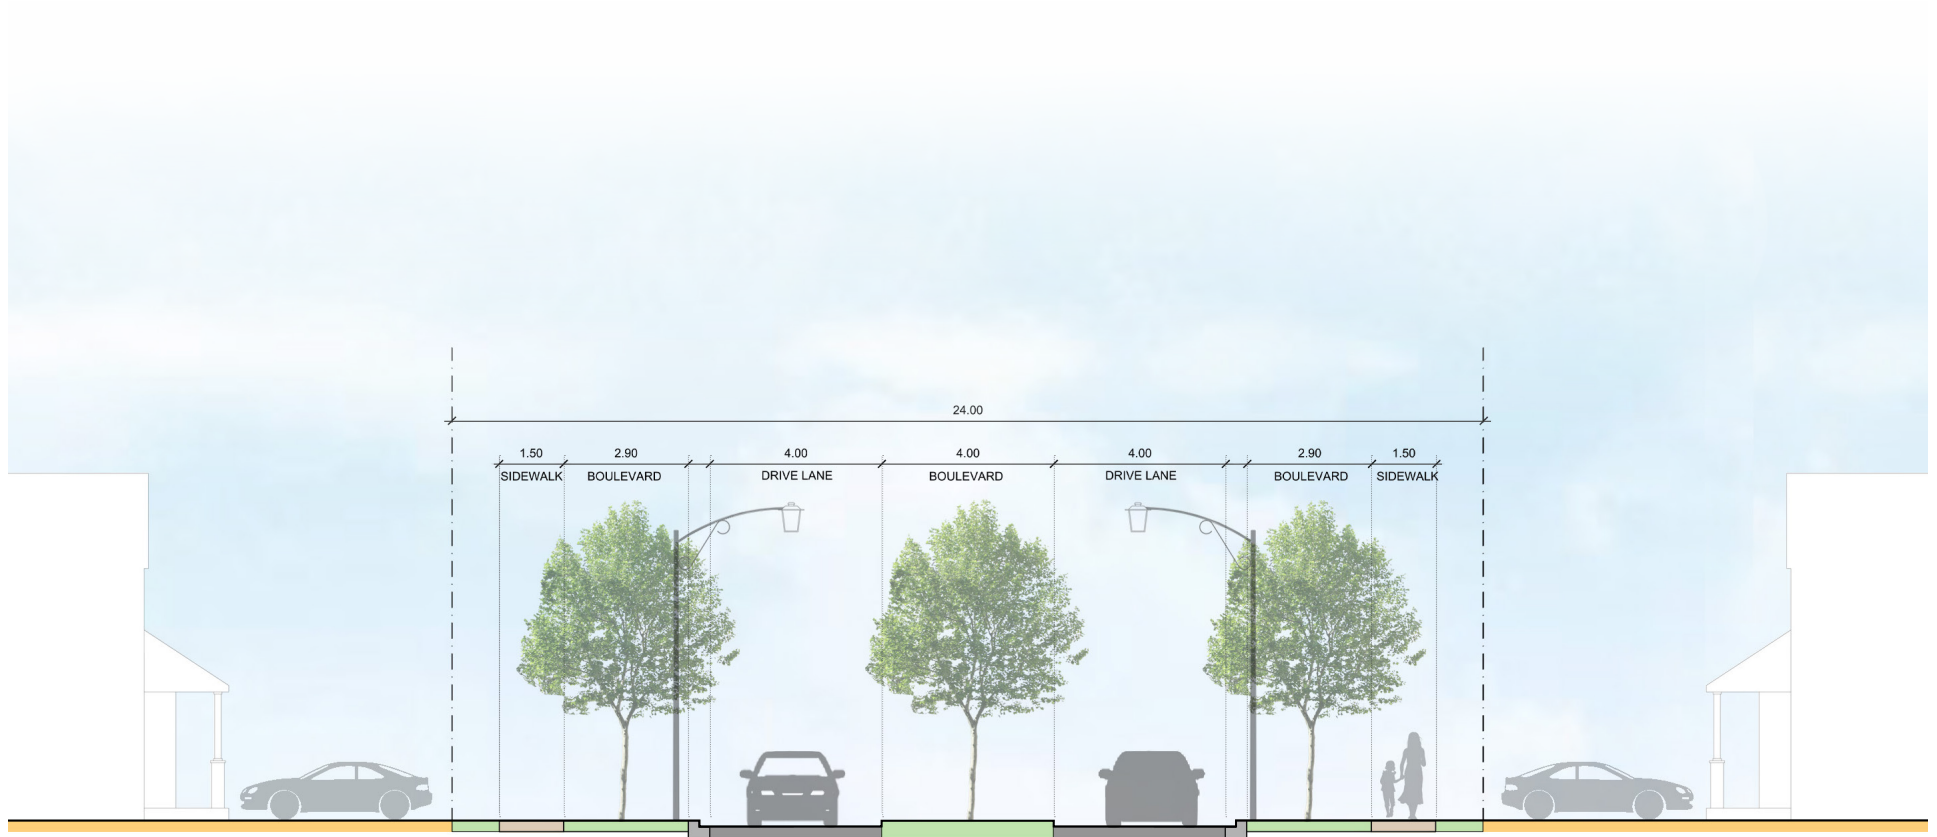 24.00
1.50 2.90 4.00 4.00 4.00 2.90 1.50
SIDEWALK BOULEVARD DRIVE LANE BOULEVARD DRIVE LANE BOULEVARD SIDEWALK